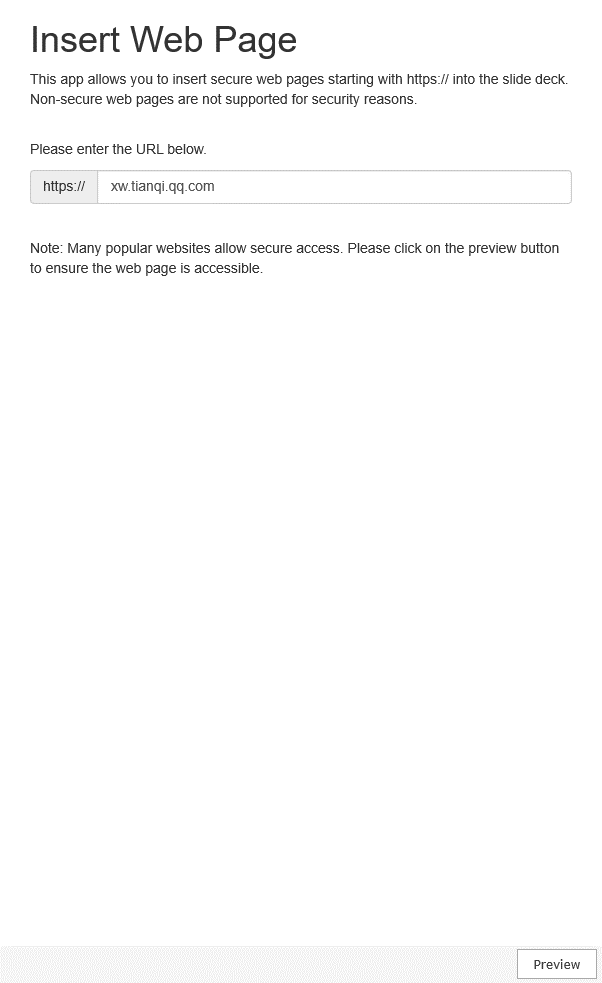 Insert Web Page
This app allows you to insert secure web pages starting with https:// into the slide deck.
Non-secure web pages are not supported for security reasons.
Please enter the URL below.
https:// xw.tianqi.qq.com
Note: Many popular websites allow secure access. Please click on the preview button
to ensure the web page is accessible.
Preview